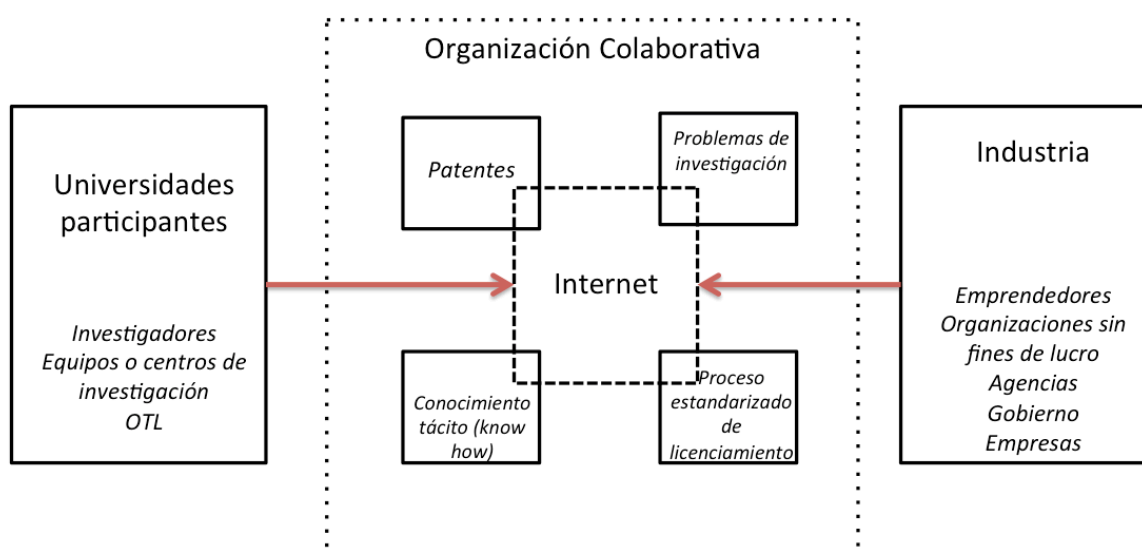 Organización Colaborativa
Universidades
participantes
Investigadores
Equipos o centros de
investigación
OTL
Patentes
Problemas de
investigación
Internet
Conocimiento
tácito (know
how)
Proceso
estandarizado
de
licenciamiento
Industria
Emprendedores
Organizaciones sin
fines de lucro
Agencias
Gobierno
Empresas